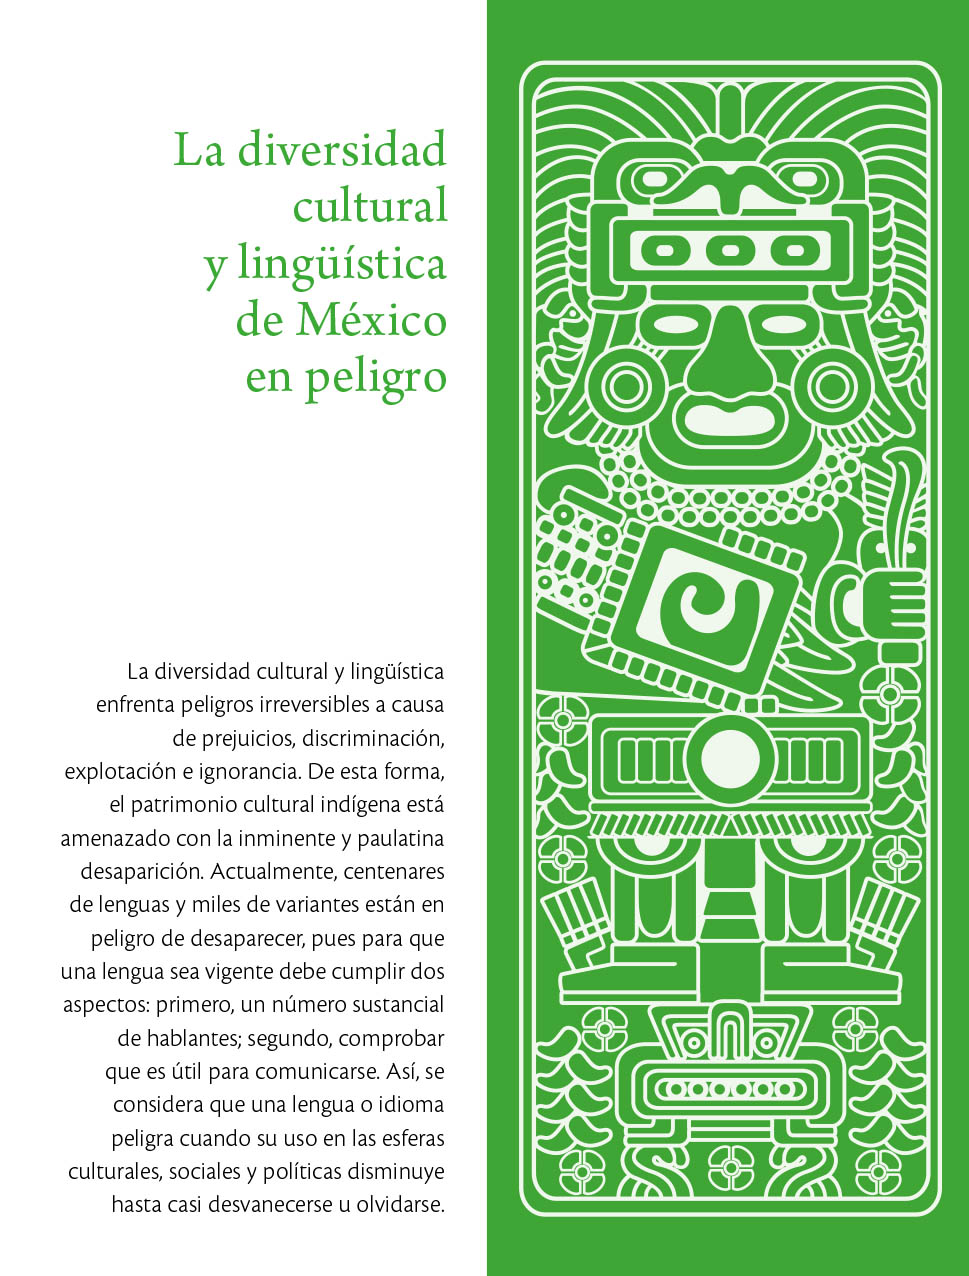 La diversidad
cultural
y lingüística
de México
en peligro
La diversidad cultural y lingüística
enfrenta peligros irreversibles a causa
de prejuicios, discriminación,
explotación e ignorancia. De esta forma,
el patrimonio cultural indígena está
amenazado con la inminente y paulatina
desaparición. Actualmente, centenares
de lenguas y miles de variantes están en
peligro de desaparecer, pues para que
una lengua sea vigente debe cumplir dos
aspectos: primero, un número sustancial
de hablantes; segundo, comprobar
que es útil para comunicarse. Así, se
considera que una lengua o idioma
peligra cuando su uso en las esferas
culturales, sociales y políticas disminuye
hasta casi desvanecerse u olvidarse.